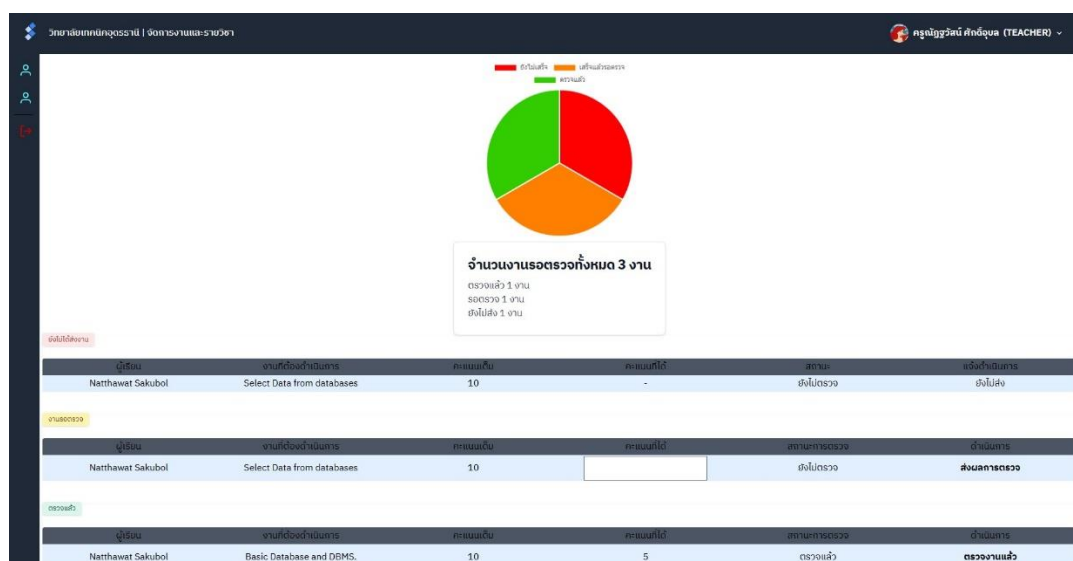 วิทยาลัยเทคนิคอุดรธานี | จัดการงานและรายวิชา
ครูณัฏฐวัสน์ ศักดิ์อุบล (TEACHER)
ยังไม่เสร็จ เสร็จแล้วรอตรวจ
ตรวจแล้ว
จำนวนงานรอตรวจทั้งหมด 3 งาน
ตรวจแล้ว 1 งาน
รอตรวจ 1 งาน
ยังไม่ส่ง 1 งาน
ยังไม่ได้ส่งงาน
ผู้เรียน งานที่ต้องดำเนินการ คะแนนเต็ม คะแนนที่ได้ สถานะ แจ้งดำเนินการ
Natthawat Sakubol Select Data from databases 10 - ยังไม่ตรวจ ยังไม่ส่ง
งานรอตรวจ
ผู้เรียน งานที่ต้องดำเนินการ คะแนนเต็ม คะแนนที่ได้ สถานะการตรวจ ดำเนินการ
Natthawat Sakubol Select Data from databases 10 ยังไม่ตรวจ ส่งผลการตรวจ
ตรวจแล้ว
ผู้เรียน งานที่ต้องดำเนินการ คะแนนเต็ม คะแนนที่ได้ สถานะการตรวจ ดำเนินการ
Natthawat Sakubol Basic Database and DBMS. 10 5 ตรวจแล้ว ตรวจงานแล้ว